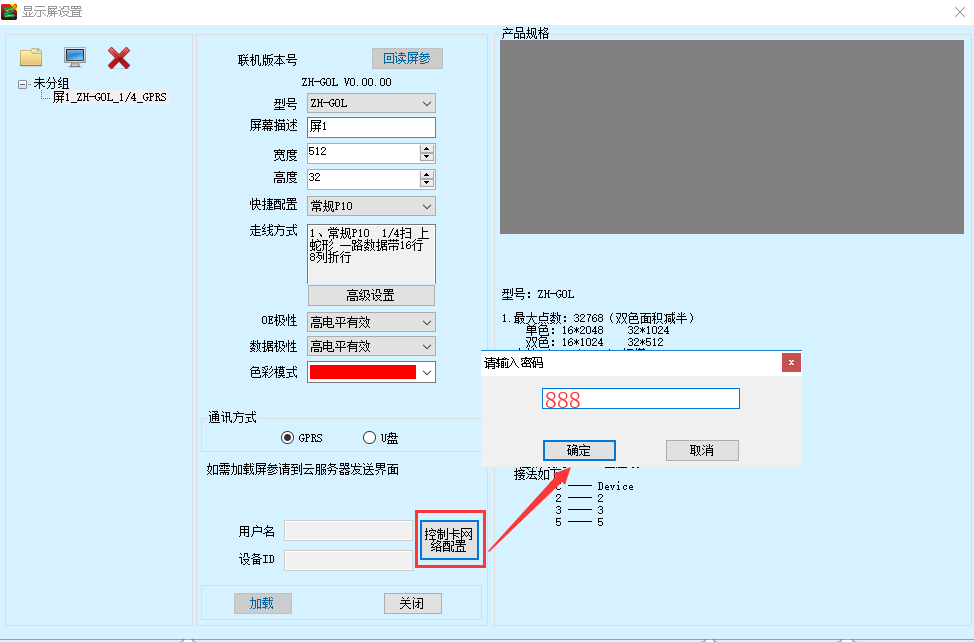 显示屏设置
未分组
屏1_ZH-GOL_1/4_GPRS
联机版本号
回读屏参
ZH-GOL V0.00.00
型号
ZH-GOL
屏幕描述
屏1
宽度
512
高度
32
快捷配置
常规P10
走线方式
1、常规P10 1/4扫 上
蛇形 一路数据带16行
8列折行
高级设置
OE极性
高电平有效
数据极性
高电平有效
色彩模式
通讯方式
GPRS
U盘
如需加载屏参请到云服务器发送界面
用户名
设备ID
控制卡网
络配置
加载
关闭
产品规格
型号: ZH-GOL
1.最大点数: 32768(双色面积减半)
单色: 16*2048 32*1024
双色: 16*1024 32*512
请输入密码
x
888
确定
取消
接法如下
C —— Device
2 —— 2
3 —— 3
5 —— 5